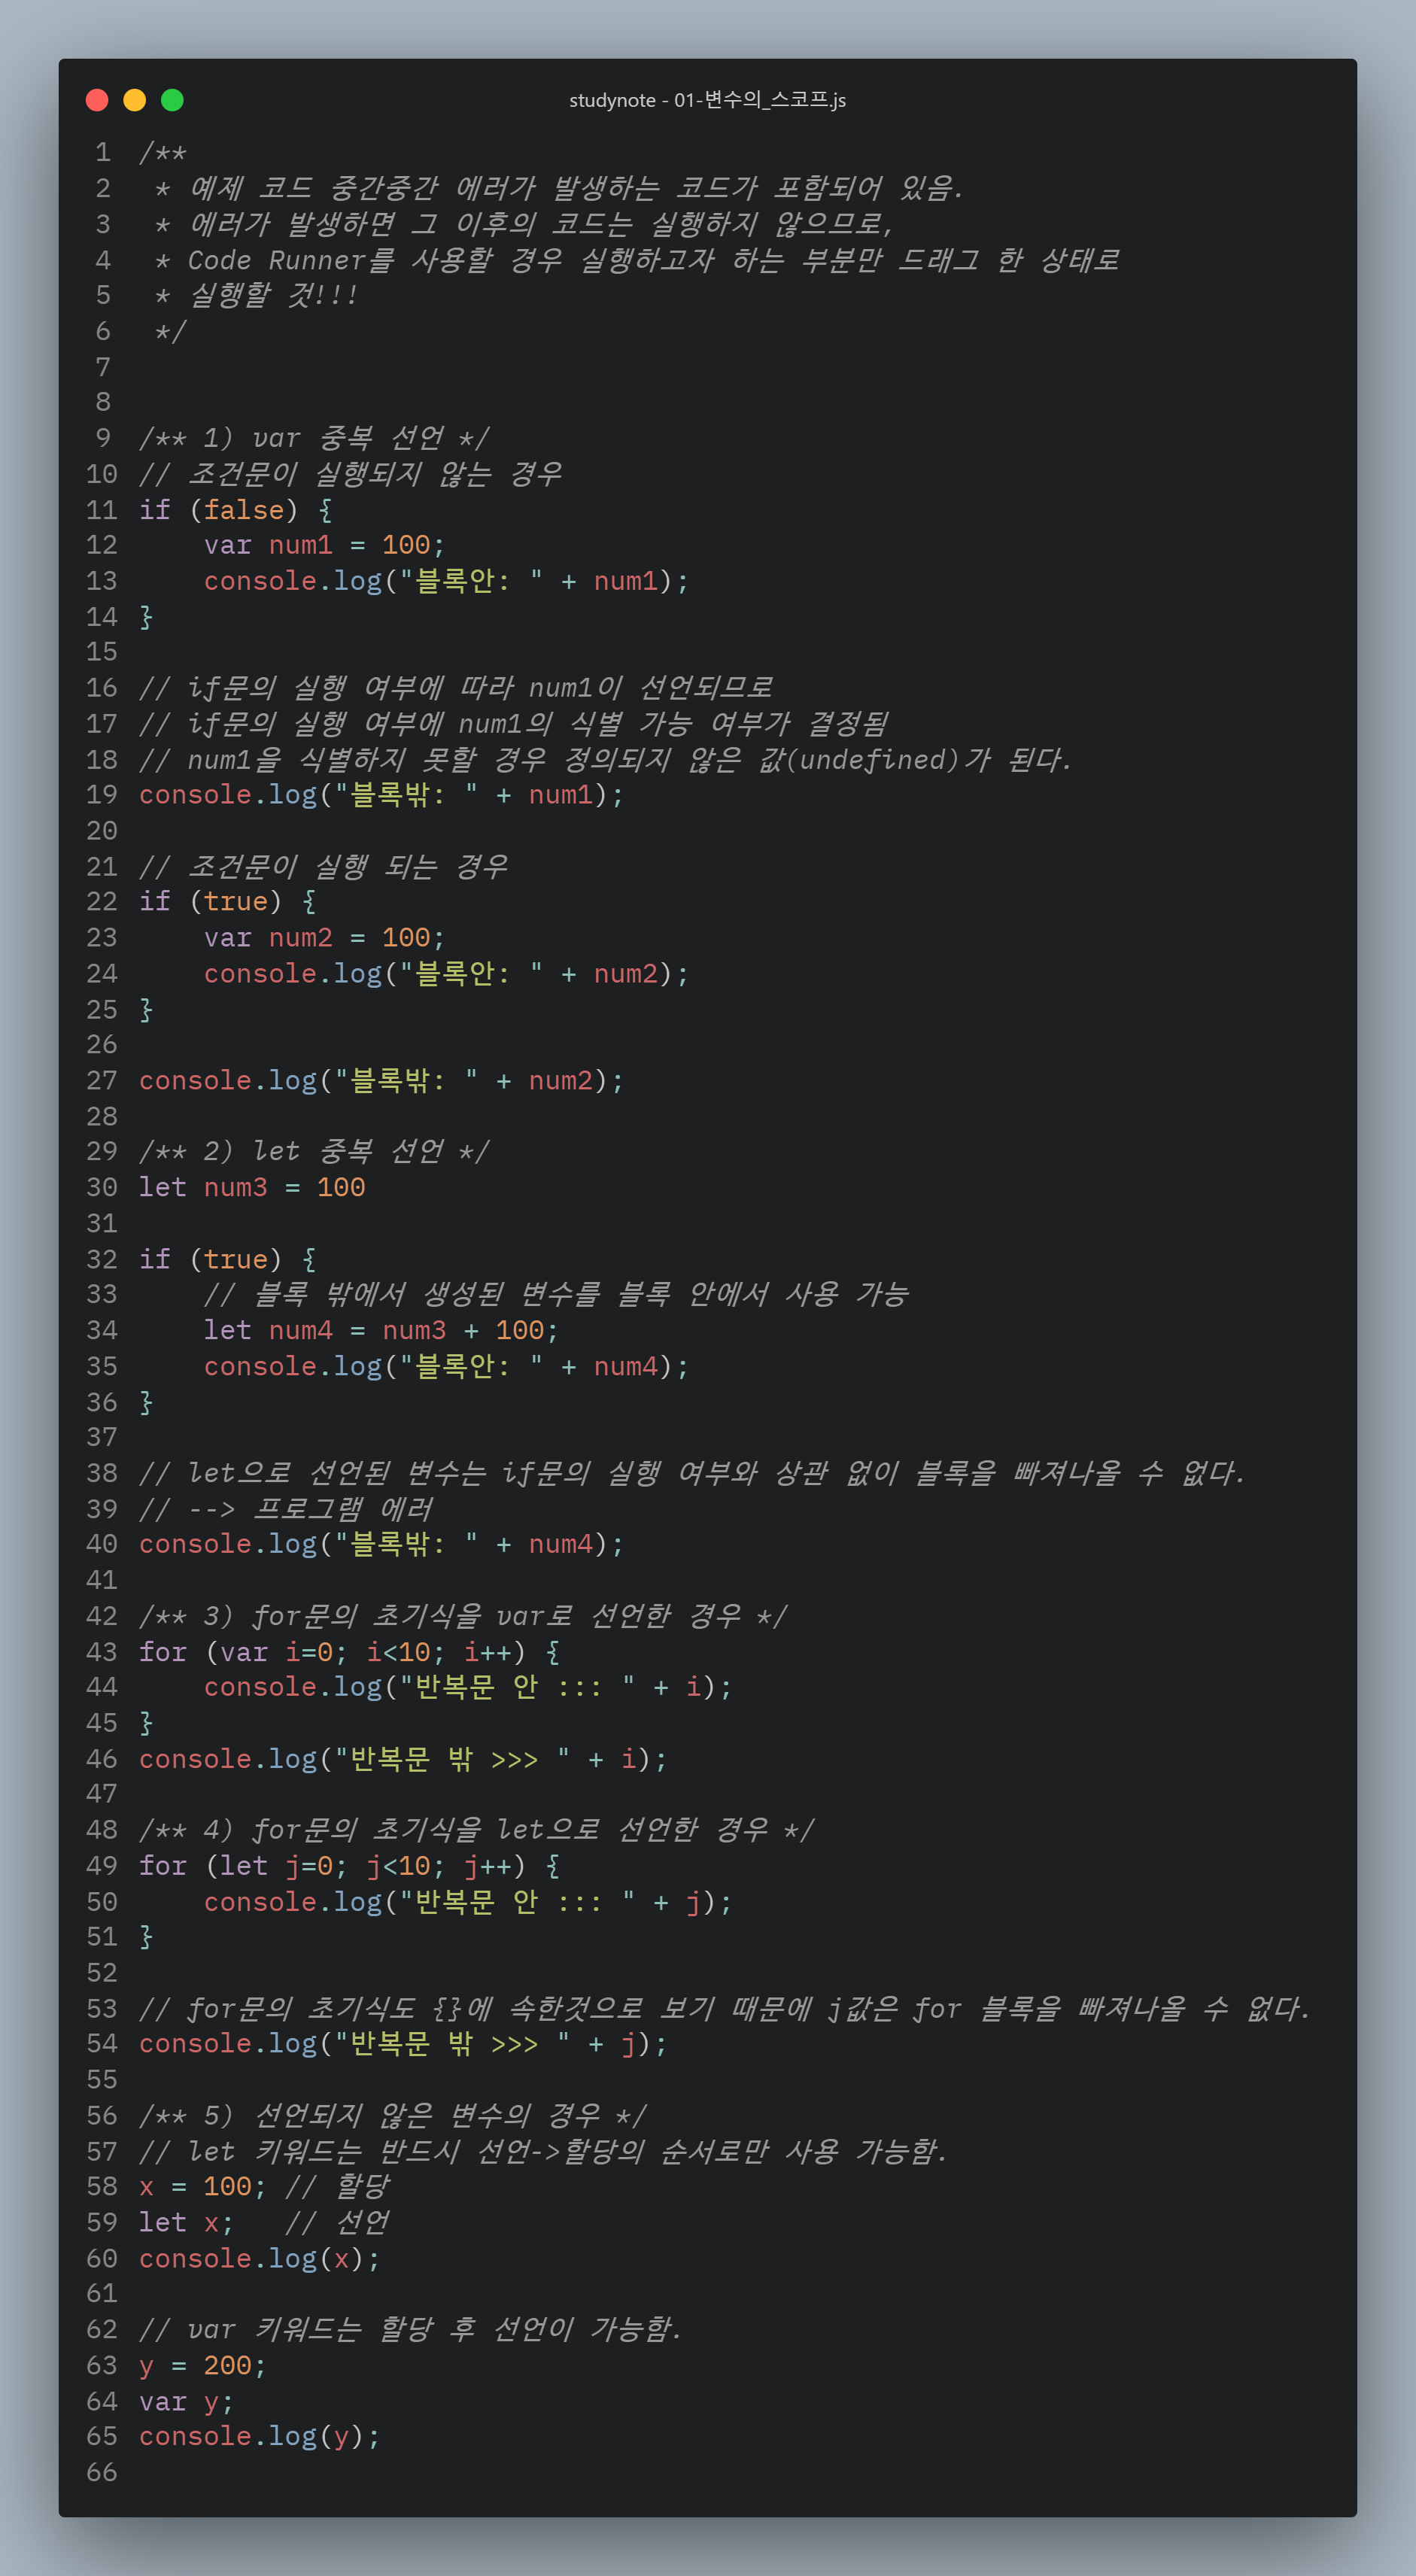 studynote - 01-변수의_스코프.js
1 /**
2  * 예제 코드 중간중간 에러가 발생하는 코드가 포함되어 있음.
3  * 에러가 발생하면 그 이후의 코드는 실행하지 않으므로,
4  * Code Runner를 사용할 경우 실행하고자 하는 부분만 드래그 한 상태로
5  * 실행할 것!!!
6  */
7
8
9 /** 1) var 중복 선언 */
10 // 조건문이 실행되지 않는 경우
11 if (false) {
12     var num1 = 100;
13     console.log("블록안: " + num1);
14 }
15
16 // if문의 실행 여부에 따라 num1이 선언되므로
17 // if문의 실행 여부에 num1의 식별 가능 여부가 결정됨
18 // num1을 식별하지 못할 경우 정의되지 않은 값(undefined)가 된다.
19 console.log("블록밖: " + num1);
20
21 // 조건문이 실행 되는 경우
22 if (true) {
23     var num2 = 100;
24     console.log("블록안: " + num2);
25 }
26
27 console.log("블록밖: " + num2);
28
29 /** 2) let 중복 선언 */
30 let num3 = 100
31
32 if (true) {
33     // 블록 밖에서 생성된 변수를 블록 안에서 사용 가능
34     let num4 = num3 + 100;
35     console.log("블록안: " + num4);
36 }
37
38 // let으로 선언된 변수는 if문의 실행 여부와 상관 없이 블록을 빠져나올 수 없다.
39 // --> 프로그램 에러
40 console.log("블록밖: " + num4);
41
42 /** 3) for문의 초기식을 var로 선언한 경우 */
43 for (var i=0; i<10; i++) {
44     console.log("반복문 안 ::: " + i);
45 }
46 console.log("반복문 밖 >>> " + i);
47
48 /** 4) for문의 초기식을 let으로 선언한 경우 */
49 for (let j=0; j<10; j++) {
50     console.log("반복문 안 ::: " + j);
51 }
52
53 // for문의 초기식도 {}에 속한것으로 보기 때문에 j값은 for 블록을 빠져나올 수 없다.
54 console.log("반복문 밖 >>> " + j);
55
56 /** 5) 선언되지 않은 변수의 경우 */
57 // let 키워드는 반드시 선언->할당의 순서로만 사용 가능함.
58 x = 100; // 할당
59 let x;   // 선언
60 console.log(x);
61
62 // var 키워드는 할당 후 선언이 가능함.
63 y = 200;
64 var y;
65 console.log(y);
66